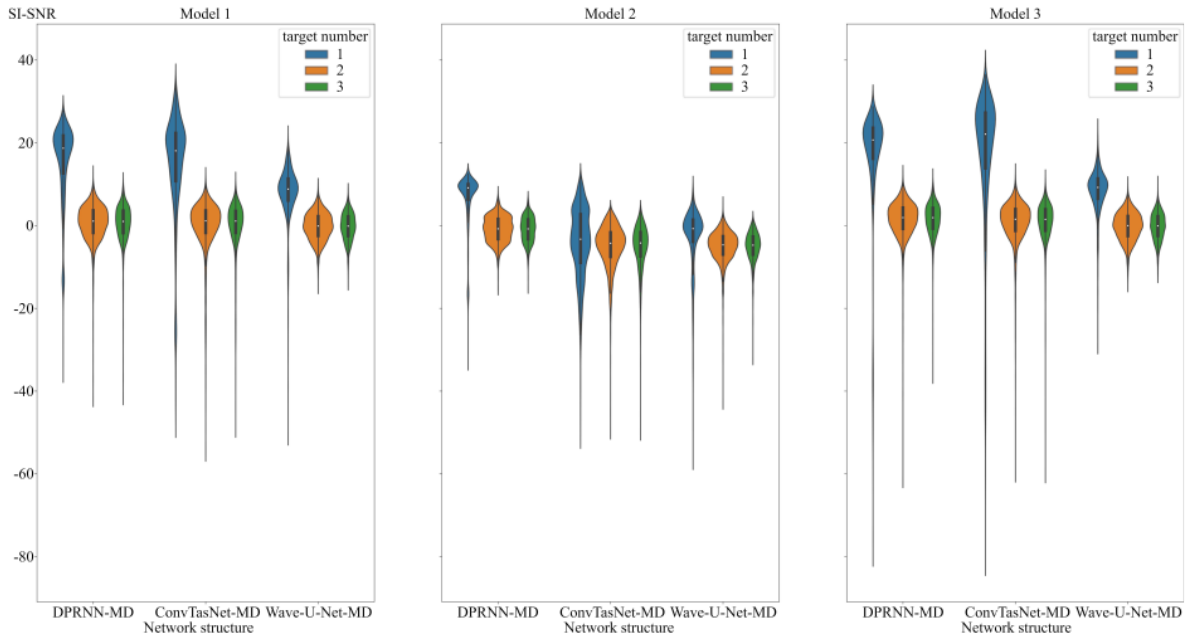 SI-SNR
Model 1
Model 2
Model 3
target number
1
2
3
target number
1
2
3
target number
1
2
3
40
20
0
-20
-40
-60
-80
DPRNN-MD ConvTasNet-MD Wave-U-Net-MD
Network structure
DPRNN-MD ConvTasNet-MD Wave-U-Net-MD
Network structure
DPRNN-MD ConvTasNet-MD Wave-U-Net-MD
Network structure